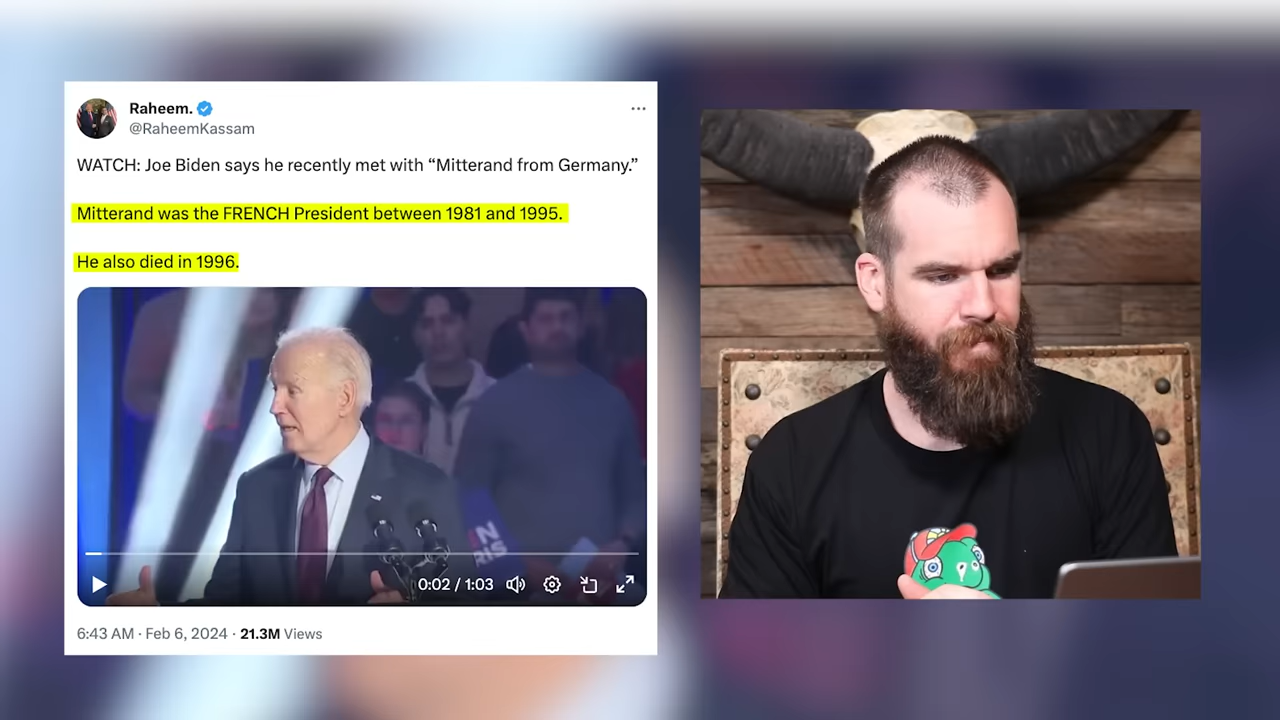 Raheem.
@RaheemKassam
WATCH: Joe Biden says he recently met with “Mitterand from Germany.”
Mitterand was the FRENCH President between 1981 and 1995.
He also died in 1996.
N
RIS
0:02 / 1:03
6:43 AM · Feb 6, 2024 · 21.3M Views